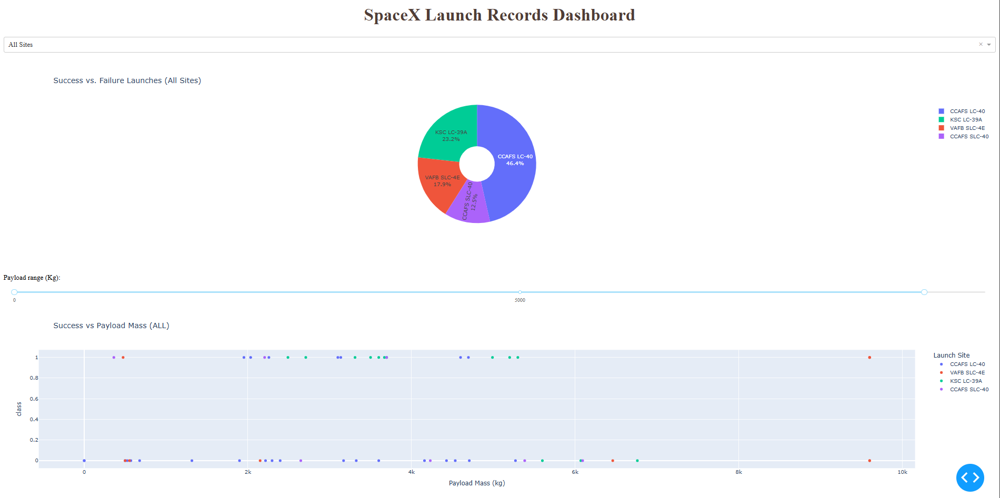 SpaceX Launch Records Dashboard
All Sites
Success vs. Failure Launches (All Sites)
CCAFS LC-40
KSC LC-39A
VAFB SLC-4E
CCAFS SLC-40
KSC LC-39A
23.2%
CCAFS LC-40
46.4%
VAFB SLC-4E
17.9%
CCAFS SLC-40
12.5%
Payload range (Kg):
0
5000
Success vs Payload Mass (ALL)
Launch Site
CCAFS LC-40
VAFB SLC-4E
KSC LC-39A
CCAFS SLC-40
1
0.8
0.6
0.4
0.2
0
class
0
2k
4k
6k
8k
10k
Payload Mass (kg)